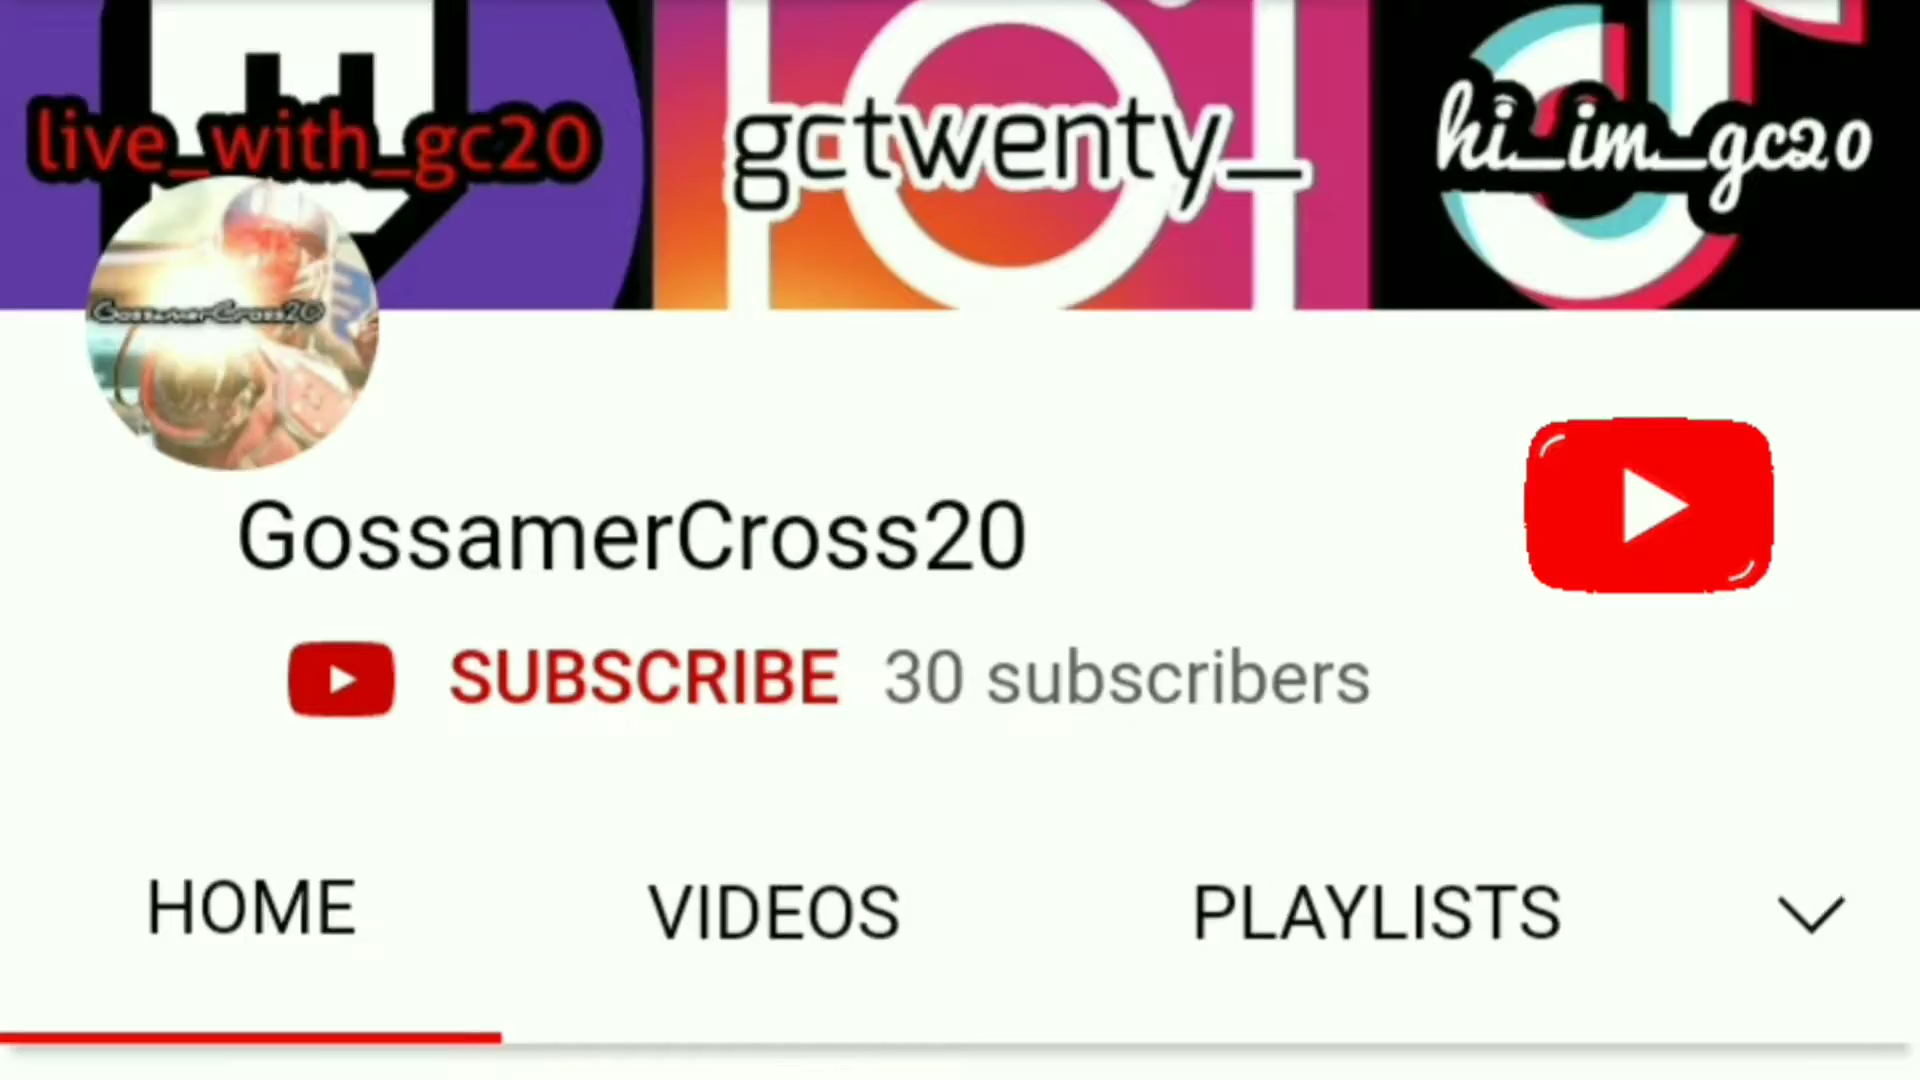 live_with_gc20
gctwenty_
hi_im_gc20
GossamerCross20
GossamerCross20
SUBSCRIBE 30 subscribers
HOME VIDEOS PLAYLISTS